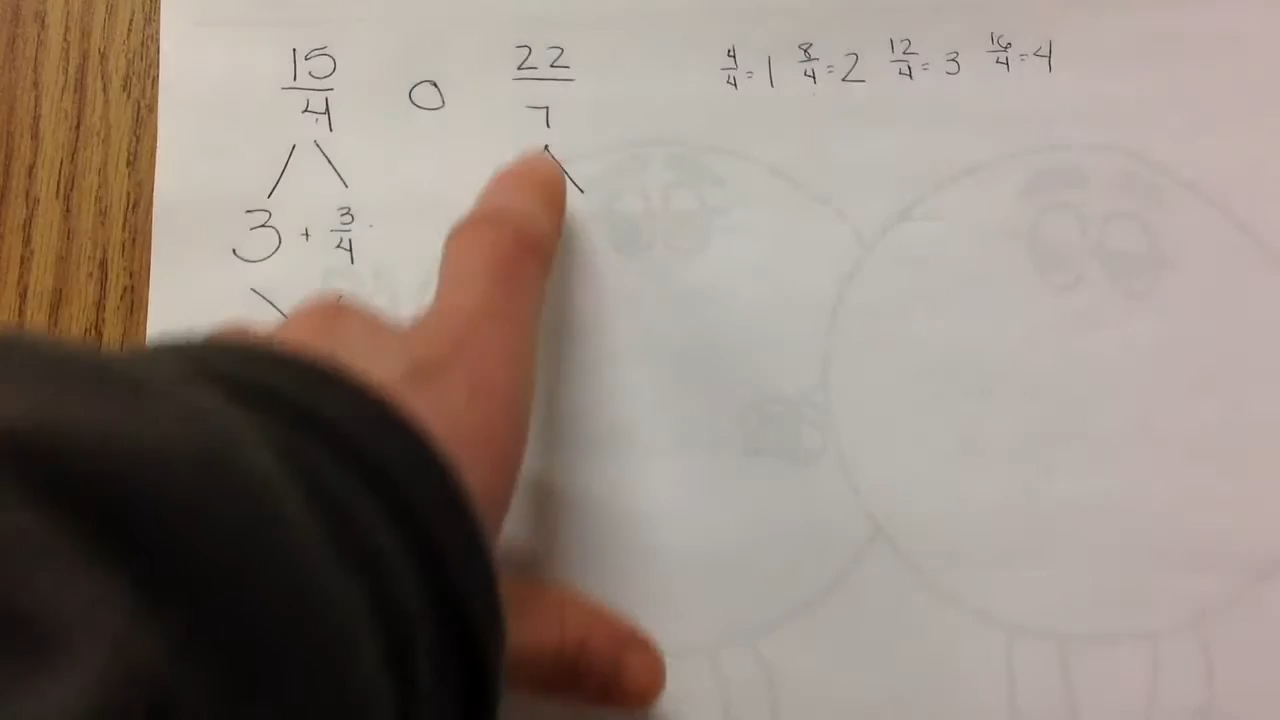 15/4 ○ 22/7
4/4 = 1 8/4 = 2 12/4 = 3 16/4 = 4
3 + 3/4